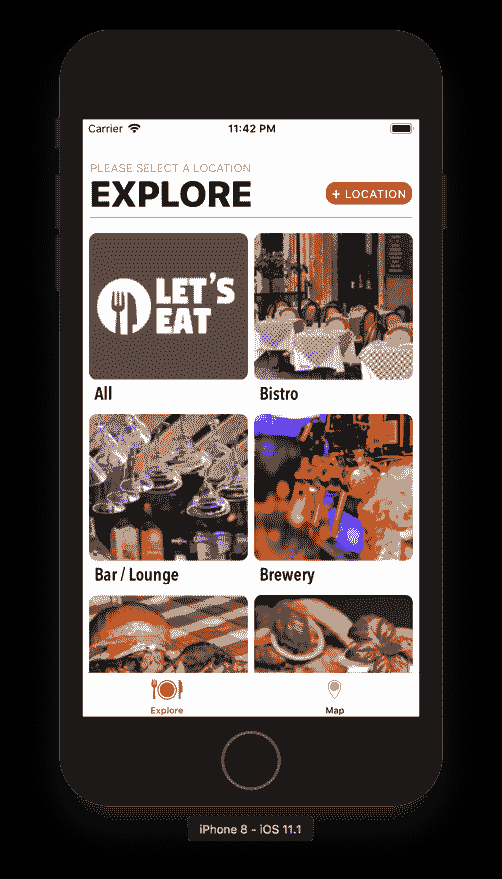 Carrier 11:42 PM
PLEASE SELECT A LOCATION
EXPLORE
+ LOCATION
LET'S
EAT
All
Bistro
Bar / Lounge
Brewery
Explore
Map
iPhone 8 - iOS 11.1